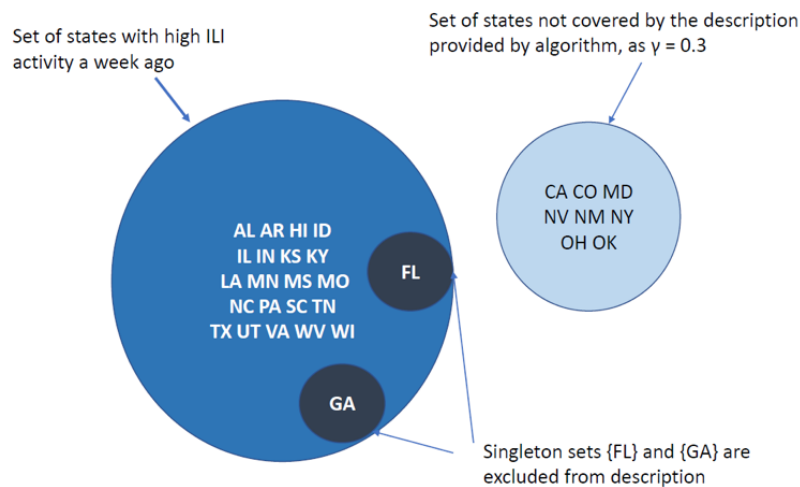 Set of states with high ILI
activity a week ago
Set of states not covered by the description
provided by algorithm, as γ = 0.3
AL AR HI ID
IL IN KS KY
LA MN MS MO
NC PA SC TN
TX UT VA WV WI
FL
GA
CA CO MD
NV NM NY
OH OK
Singleton sets {FL} and {GA} are
excluded from description